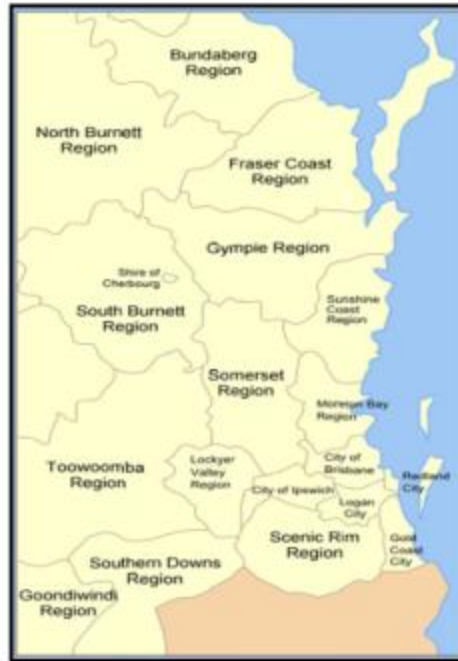 Bundaberg
Region
North Burnett
Region
Fraser Coast
Region
Gympie Region
Shire of
Cherbourg
South Burnett
Region
Sunshine
Coast
Region
Somerset
Region
Moreton Bay
Region
Toowoomba
Region
Lockyer
Valley
Region
City of
Brisbane
Redland
City
City of Ipswich
Logan
City
Scenic Rim
Region
Gold
Coast
City
Southern Downs
Region
Goondiwindi
Region